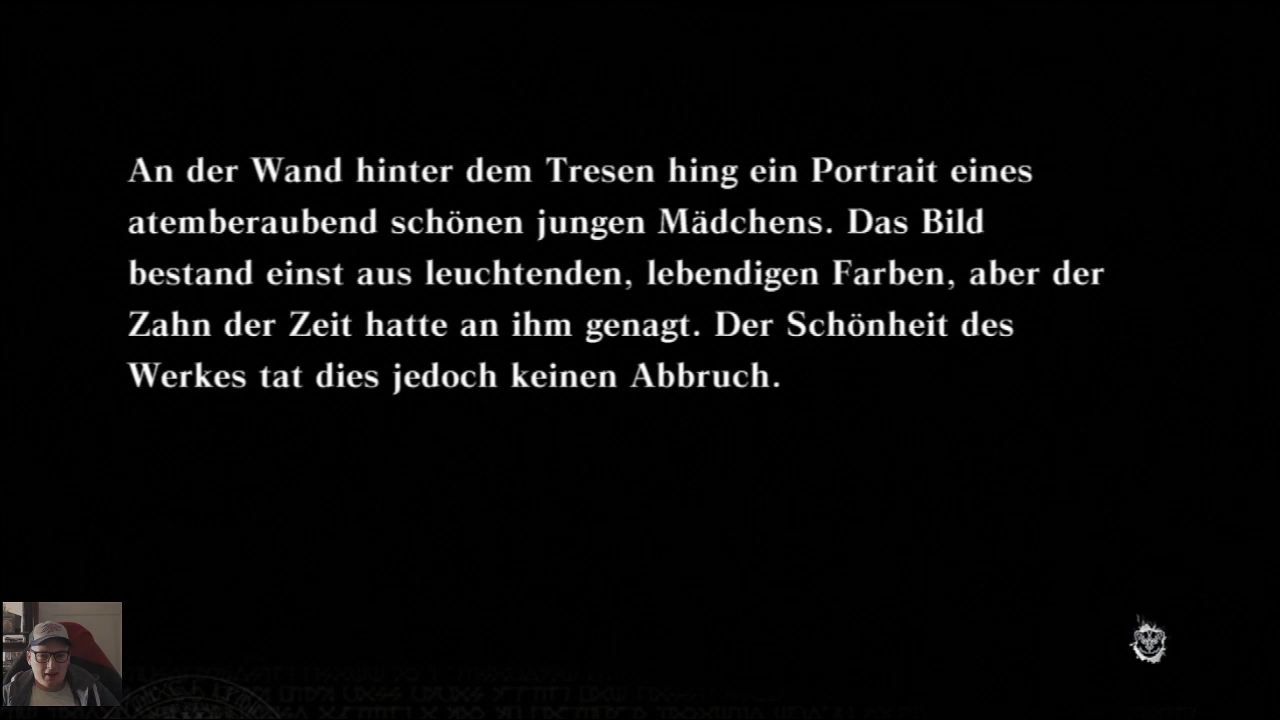 An der Wand hinter dem Tresen hing ein Portrait eines
atemberaubend schönen jungen Mädchens. Das Bild
bestand einst aus leuchtenden, lebendigen Farben, aber der
Zahn der Zeit hatte an ihm genagt. Der Schönheit des
Werkes tat dies jedoch keinen Abbruch.